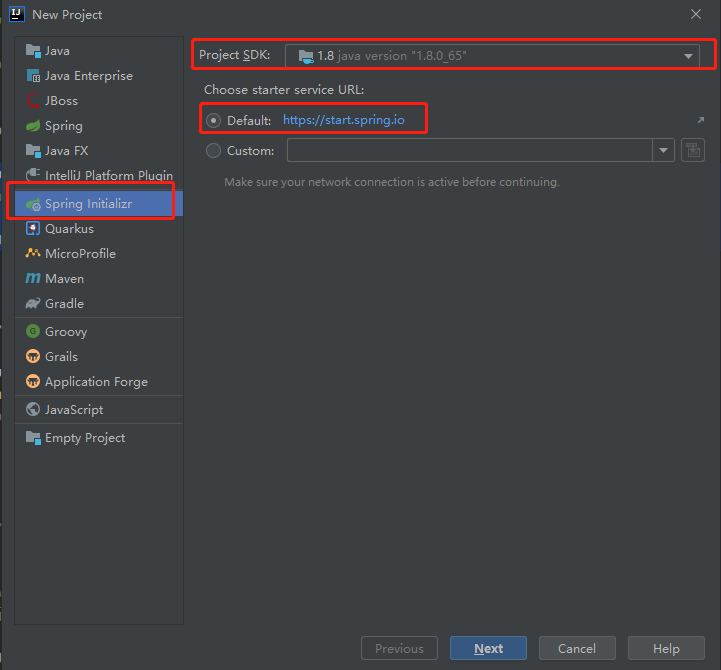 New Project
Java
Java Enterprise
JBoss
Spring
Java FX
IntelliJ Platform Plugin
Spring Initializr
Quarkus
MicroProfile
Maven
Gradle
Groovy
Grails
Application Forge
JavaScript
Empty Project
Project SDK: 1.8 java version "1.8.0_65"
Choose starter service URL:
Default: https://start.spring.io
Custom:
Make sure your network connection is active before continuing.
Previous Next Cancel Help